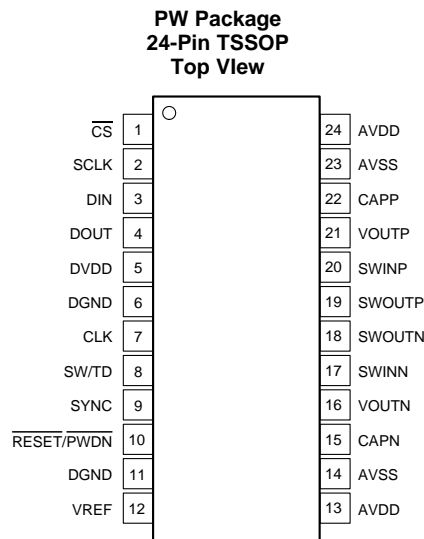 PW Package
24-Pin TSSOP
Top VIew
CS 1 24 AVDD
SCLK 2 23 AVSS
DIN 3 22 CAPP
DOUT 4 21 VOUTP
DVDD 5 20 SWINP
DGND 6 19 SWOUTP
CLK 7 18 SWOUTN
SW/TD 8 17 SWINN
SYNC 9 16 VOUTN
RESET/PWDN 10 15 CAPN
DGND 11 14 AVSS
VREF 12 13 AVDD